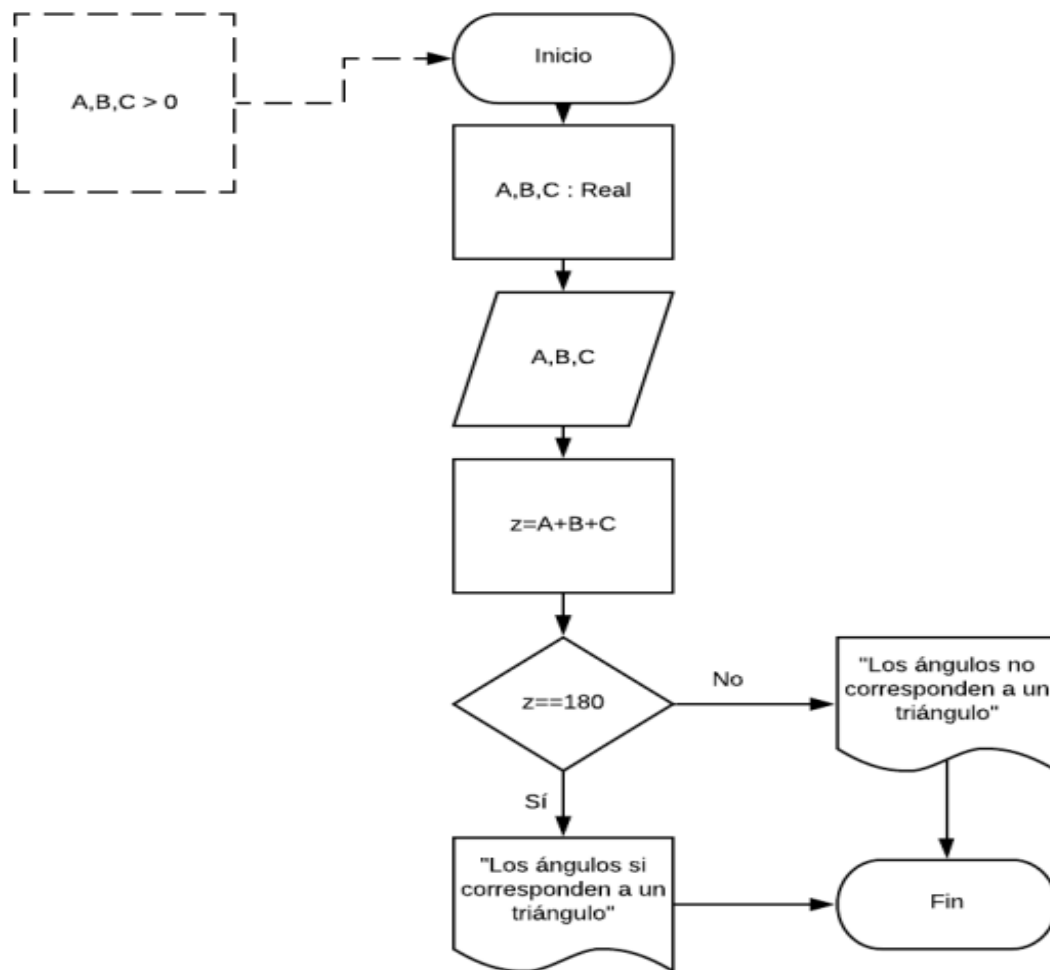 Inicio
A,B,C > 0
A,B,C : Real
A,B,C
z=A+B+C
z==180
No
"Los ángulos no
corresponden a un
triángulo"
Sí
"Los ángulos si
corresponden a un
triángulo"
Fin